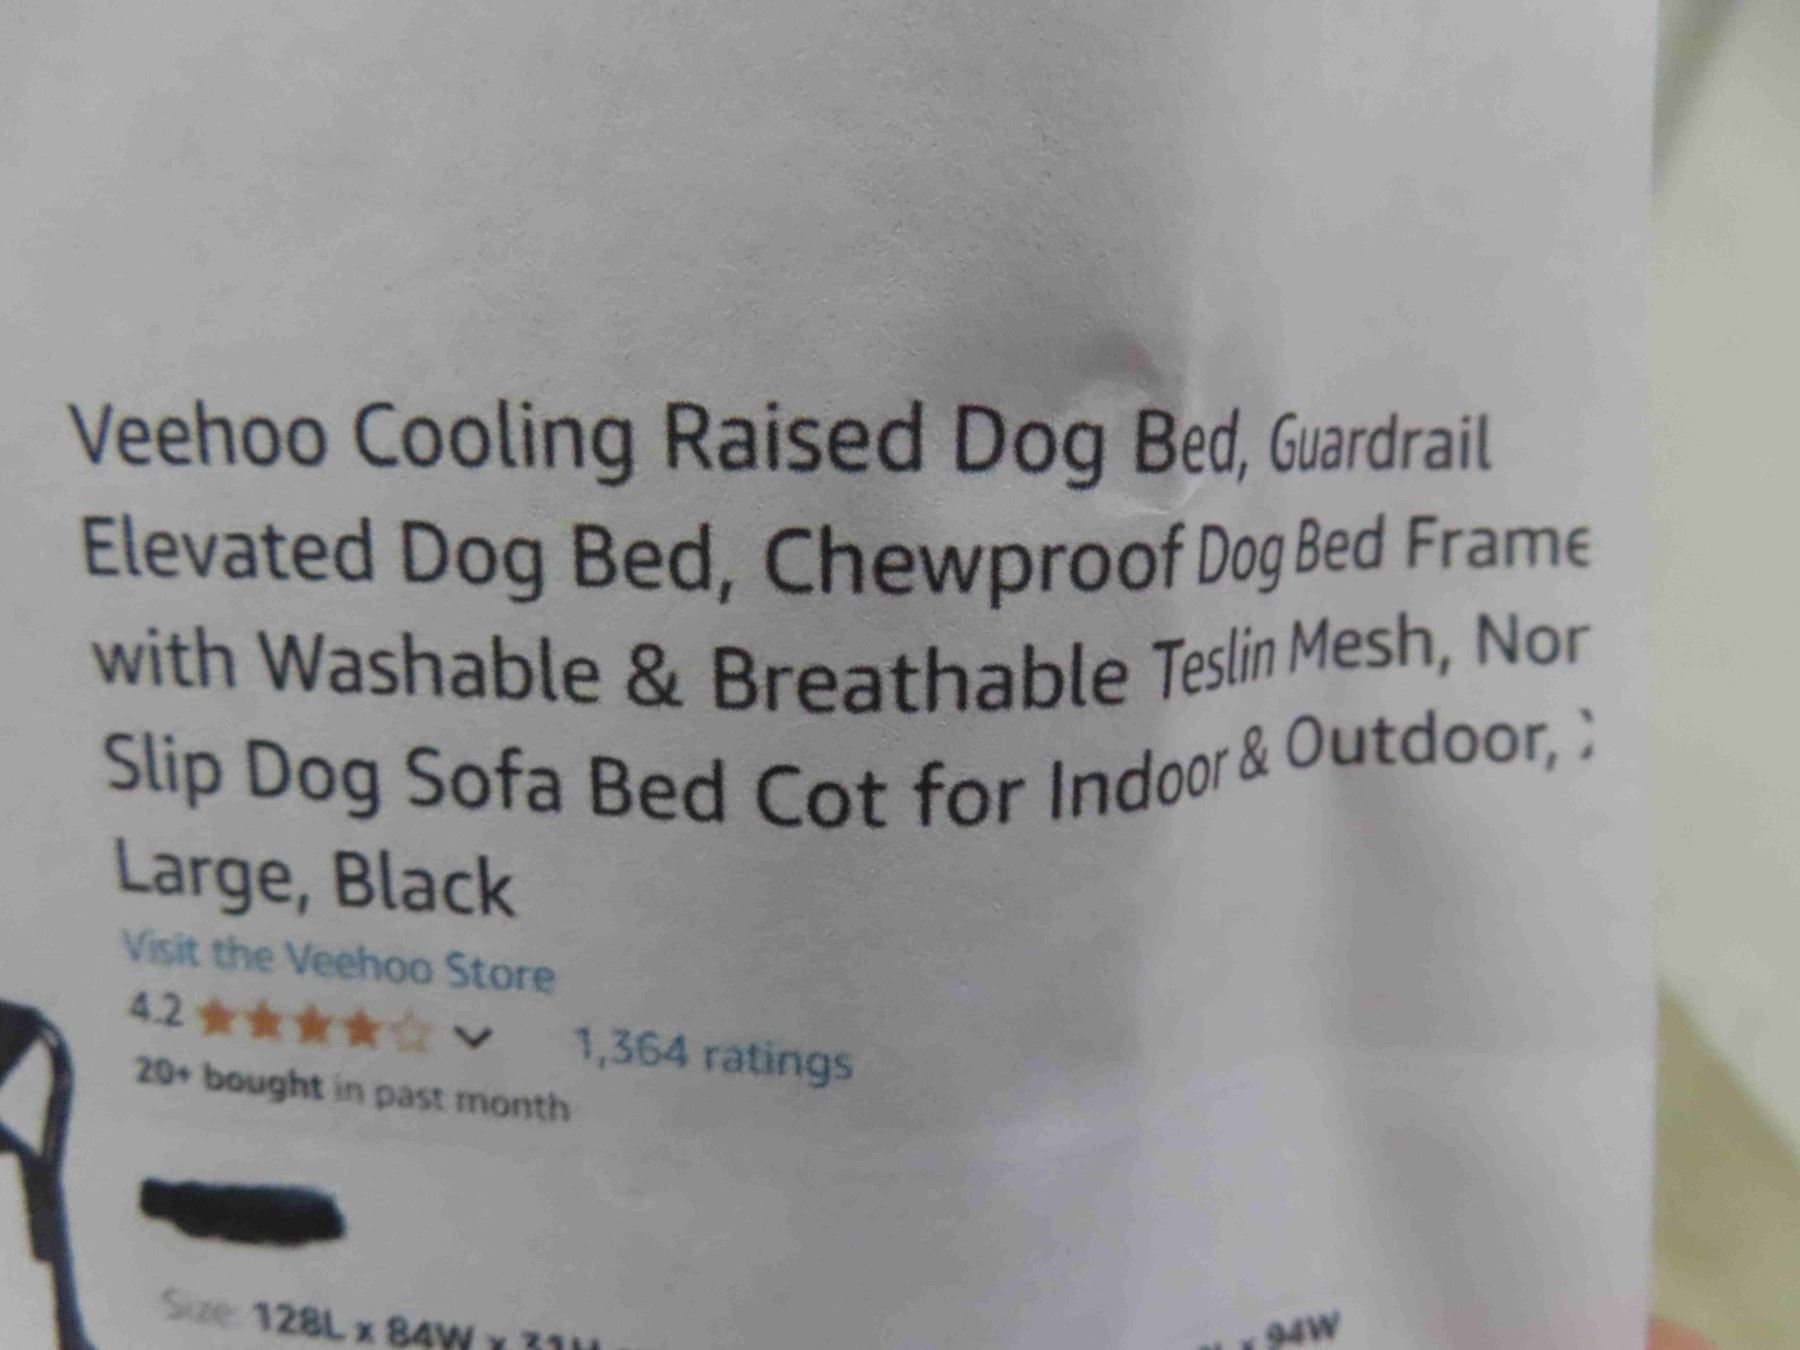 Veehoo Cooling Raised Dog Bed, Guardrail
Elevated Dog Bed, Chewproof Dog Bed Frame
with Washable & Breathable Teslin Mesh, Nor
Slip Dog Sofa Bed Cot for Indoor & Outdoor,
Large, Black
Visit the Veehoo Store
4.2 1,364 ratings
20+ bought in past month
Size: 128L x 84W x x 94W